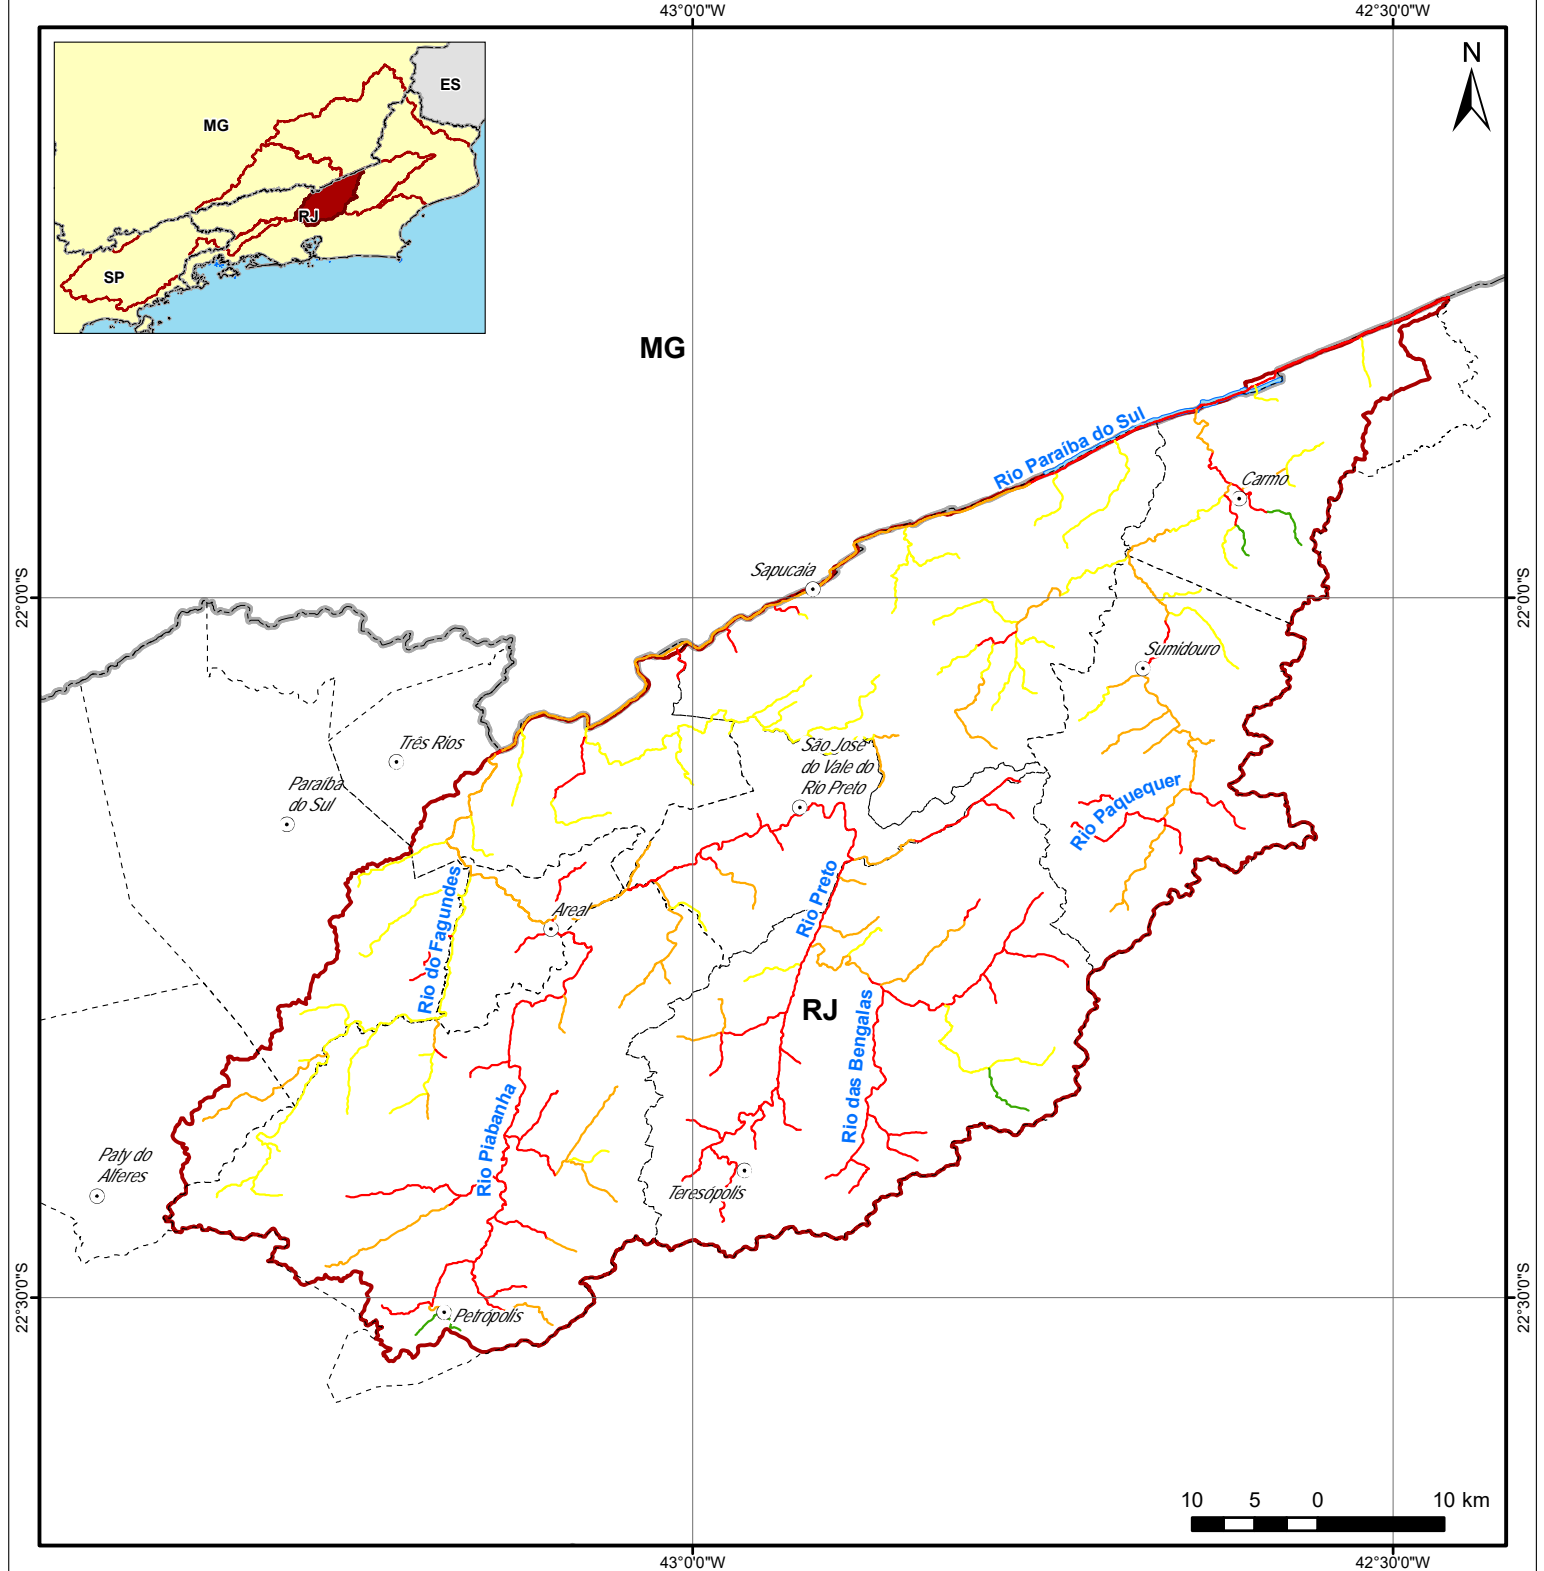 43°0'0"W
42°30'0"W
N
ES
MG
RJ
SP
MG
Rio Paraíba do Sul
Carmo
Sapucaia
22°0'0"S
22°0'0"S
Sumidouro
Três Rios
São José
do Vale do
Rio Preto
Paraíba
do Sul
Rio Paquequer
Rio Preto
Rio do Fagundes
Areal
RJ
Rio das Bengalas
Rio Piabanha
Paty do
Alferes
Teresópolis
22°30'0"S
22°30'0"S
Petrópolis
10 5 0 10 km
43°0'0"W
42°30'0"W